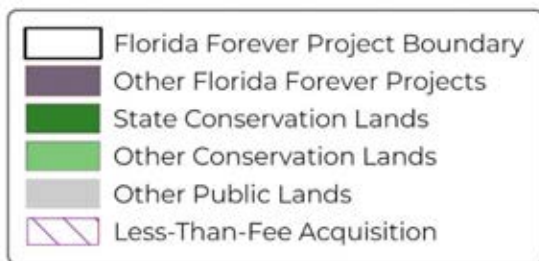 Florida Forever Project Boundary
Other Florida Forever Projects
State Conservation Lands
Other Conservation Lands
Other Public Lands
Less-Than-Fee Acquisition